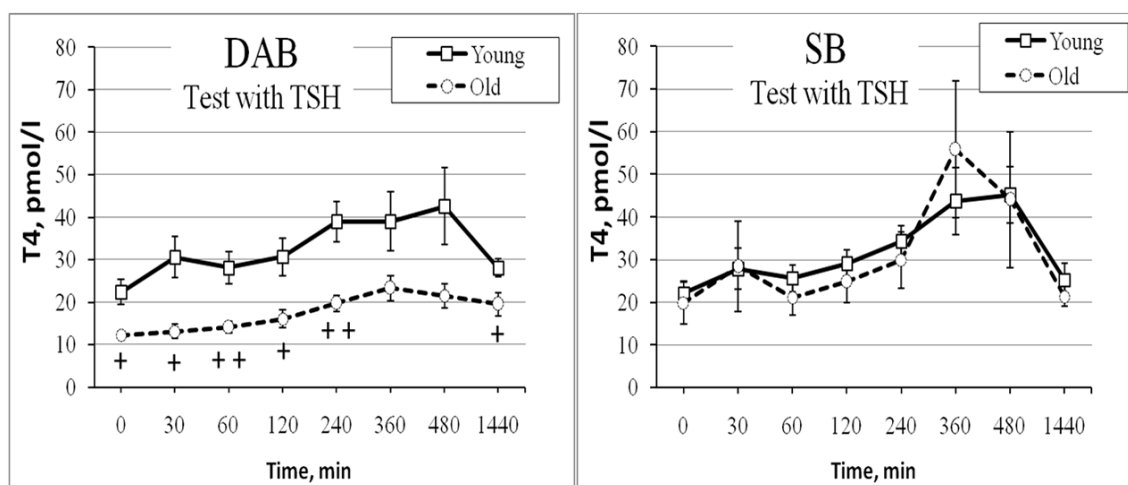 DAB
Test with TSH
Young
Old
T4, pmol/l
80
70
60
50
40
30
20
10
0
+ + ++ + ++ +
0 30 60 120 240 360 480 1440
Time, min
SB
Test with TSH
Young
Old
T4, pmol/l
80
70
60
50
40
30
20
10
0
0 30 60 120 240 360 480 1440
Time, min